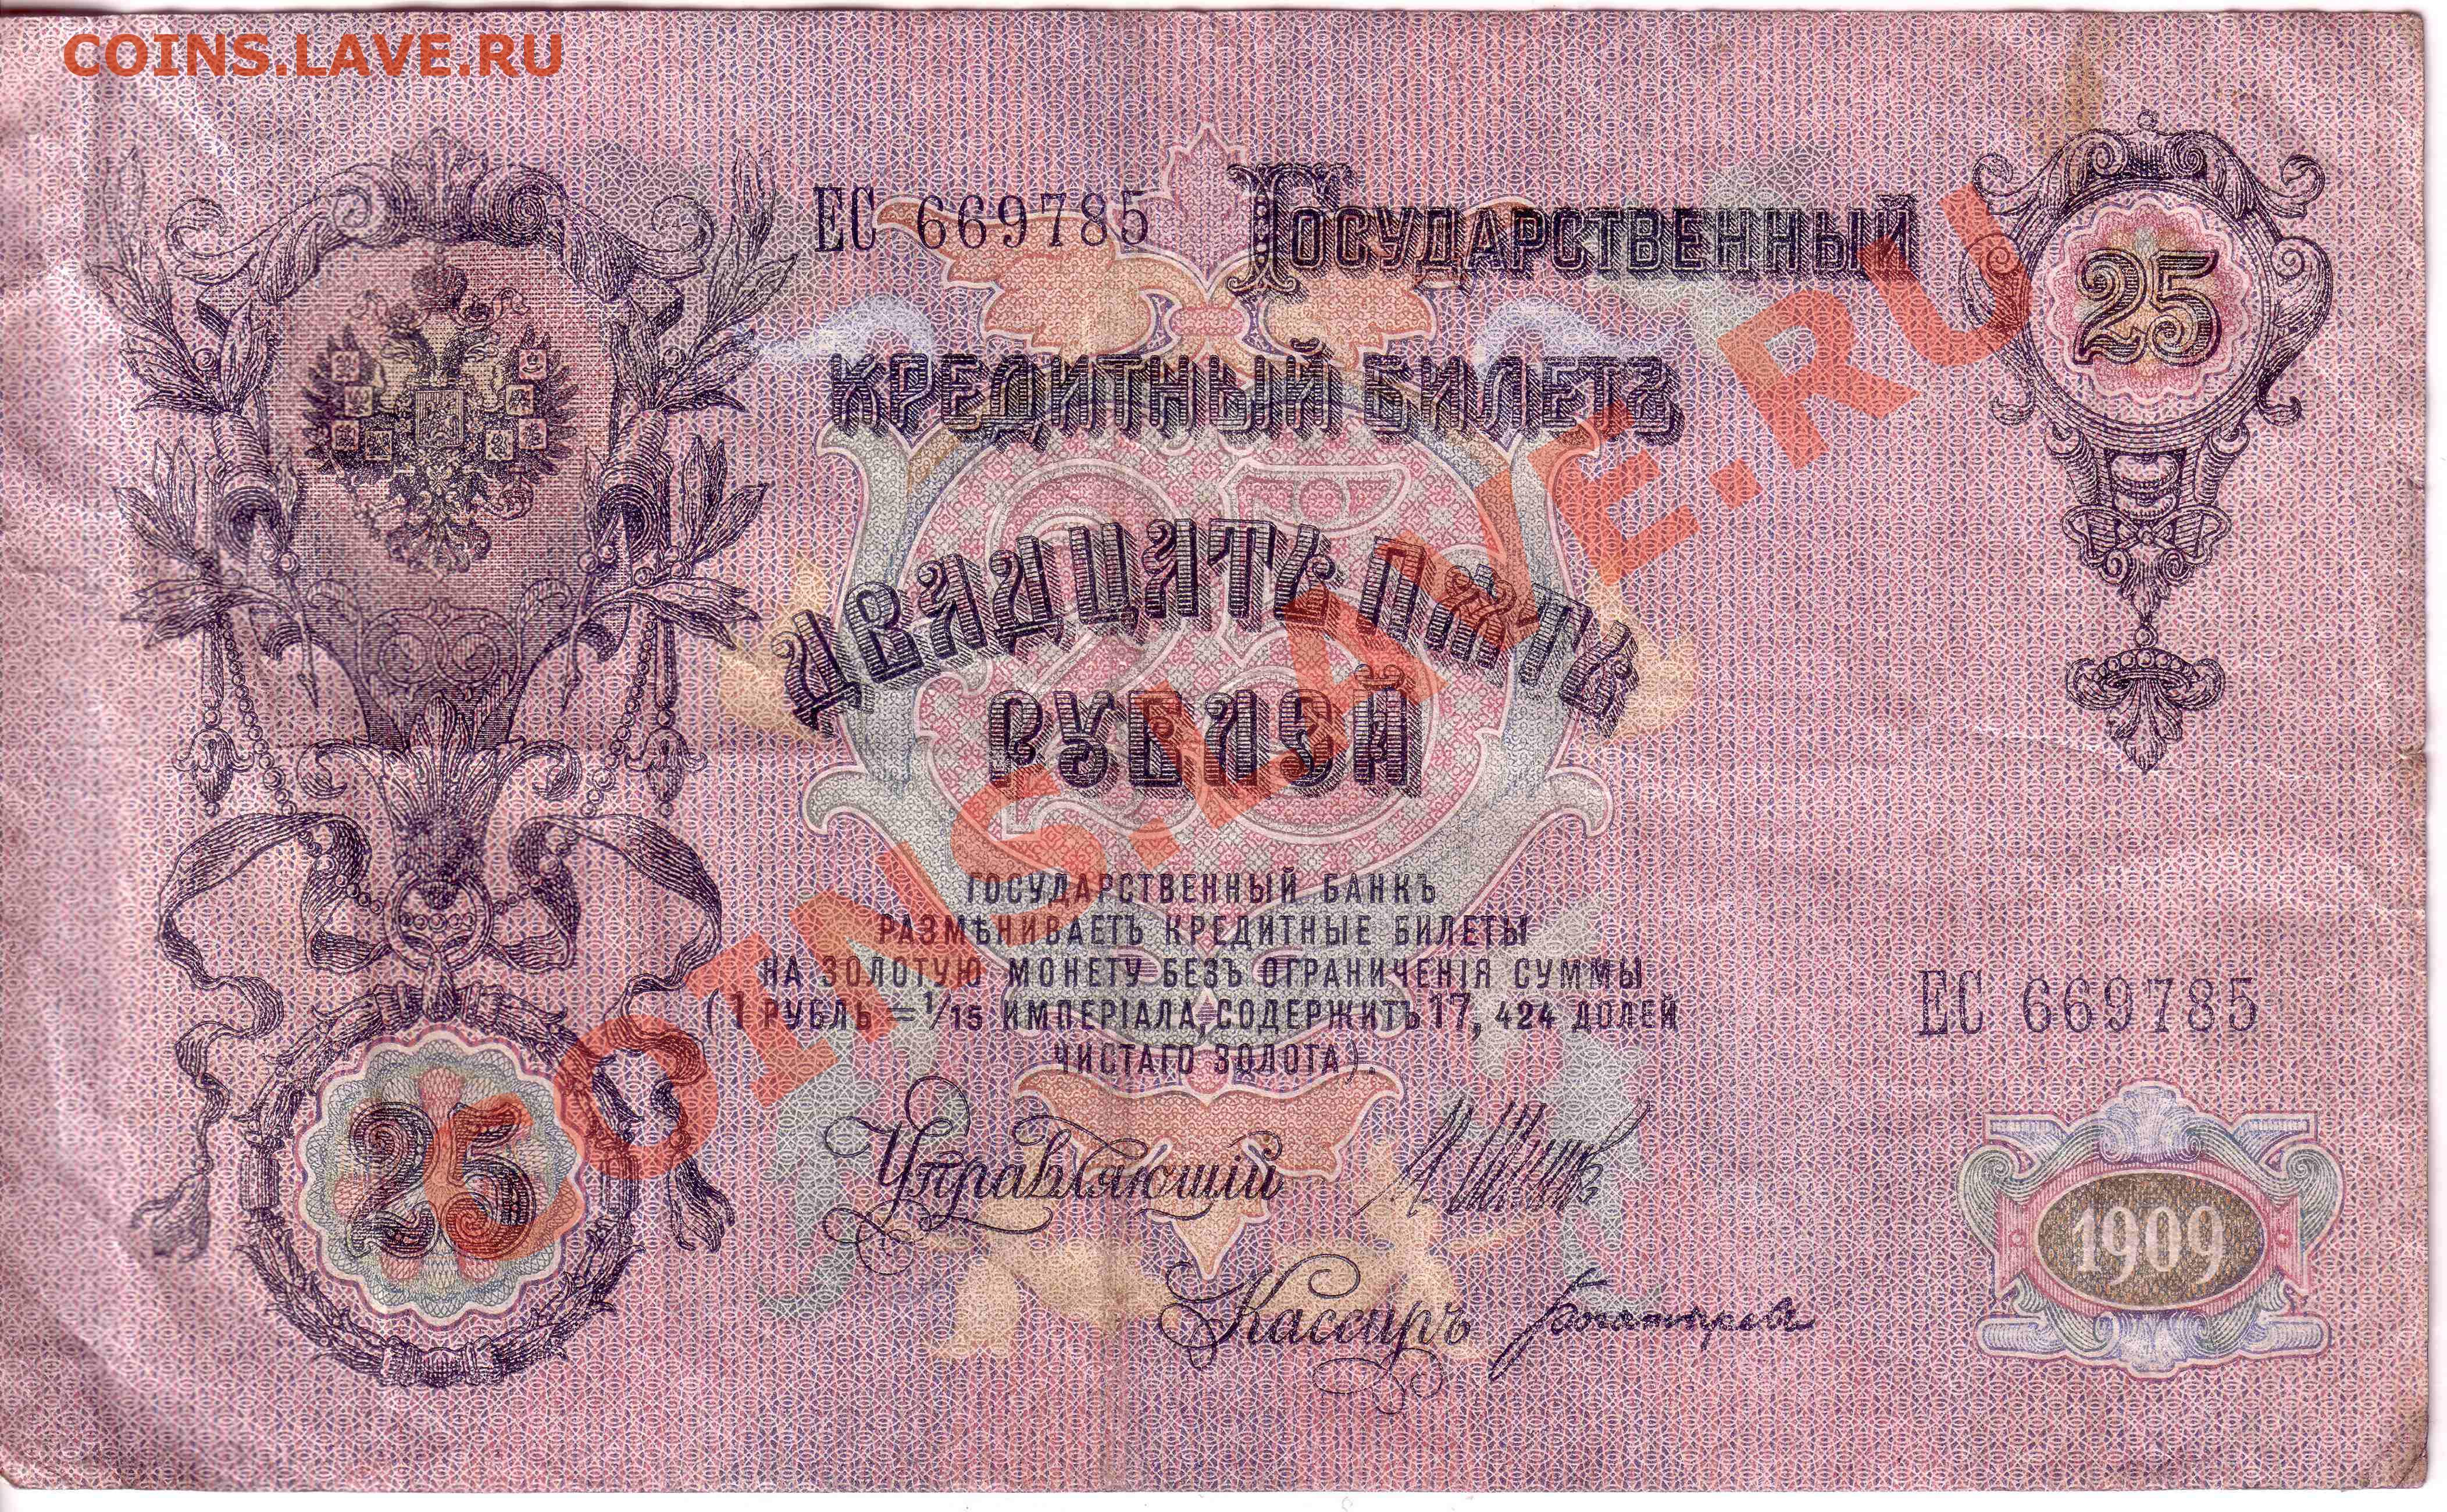 COINS.LAVE.RU
ЕС 669785
ГОСУДАРСТВЕННЫЙ
25
КРЕДИТНЫЙ БИЛЕТЪ
ДВАДЦАТЬ ПЯТЬ
РУБЛЕЙ
ГОСУДАРСТВЕННЫЙ БАНКЪ
РАЗМѢНИВАЕТЪ КРЕДИТНЫЕ БИЛЕТЫ
НА ЗОЛОТУЮ МОНЕТУ БЕЗЪ ОГРАНИЧЕНІЯ СУММЫ
(1 РУБЛЬ = 1/15 ИМПЕРІАЛА, СОДЕРЖИТЪ 17, 424 ДОЛЕЙ
ЧИСТАГО ЗОЛОТА).
ЕС 669785
25
Управляющій
Кассиръ
1909
COINS.LAVE.RU